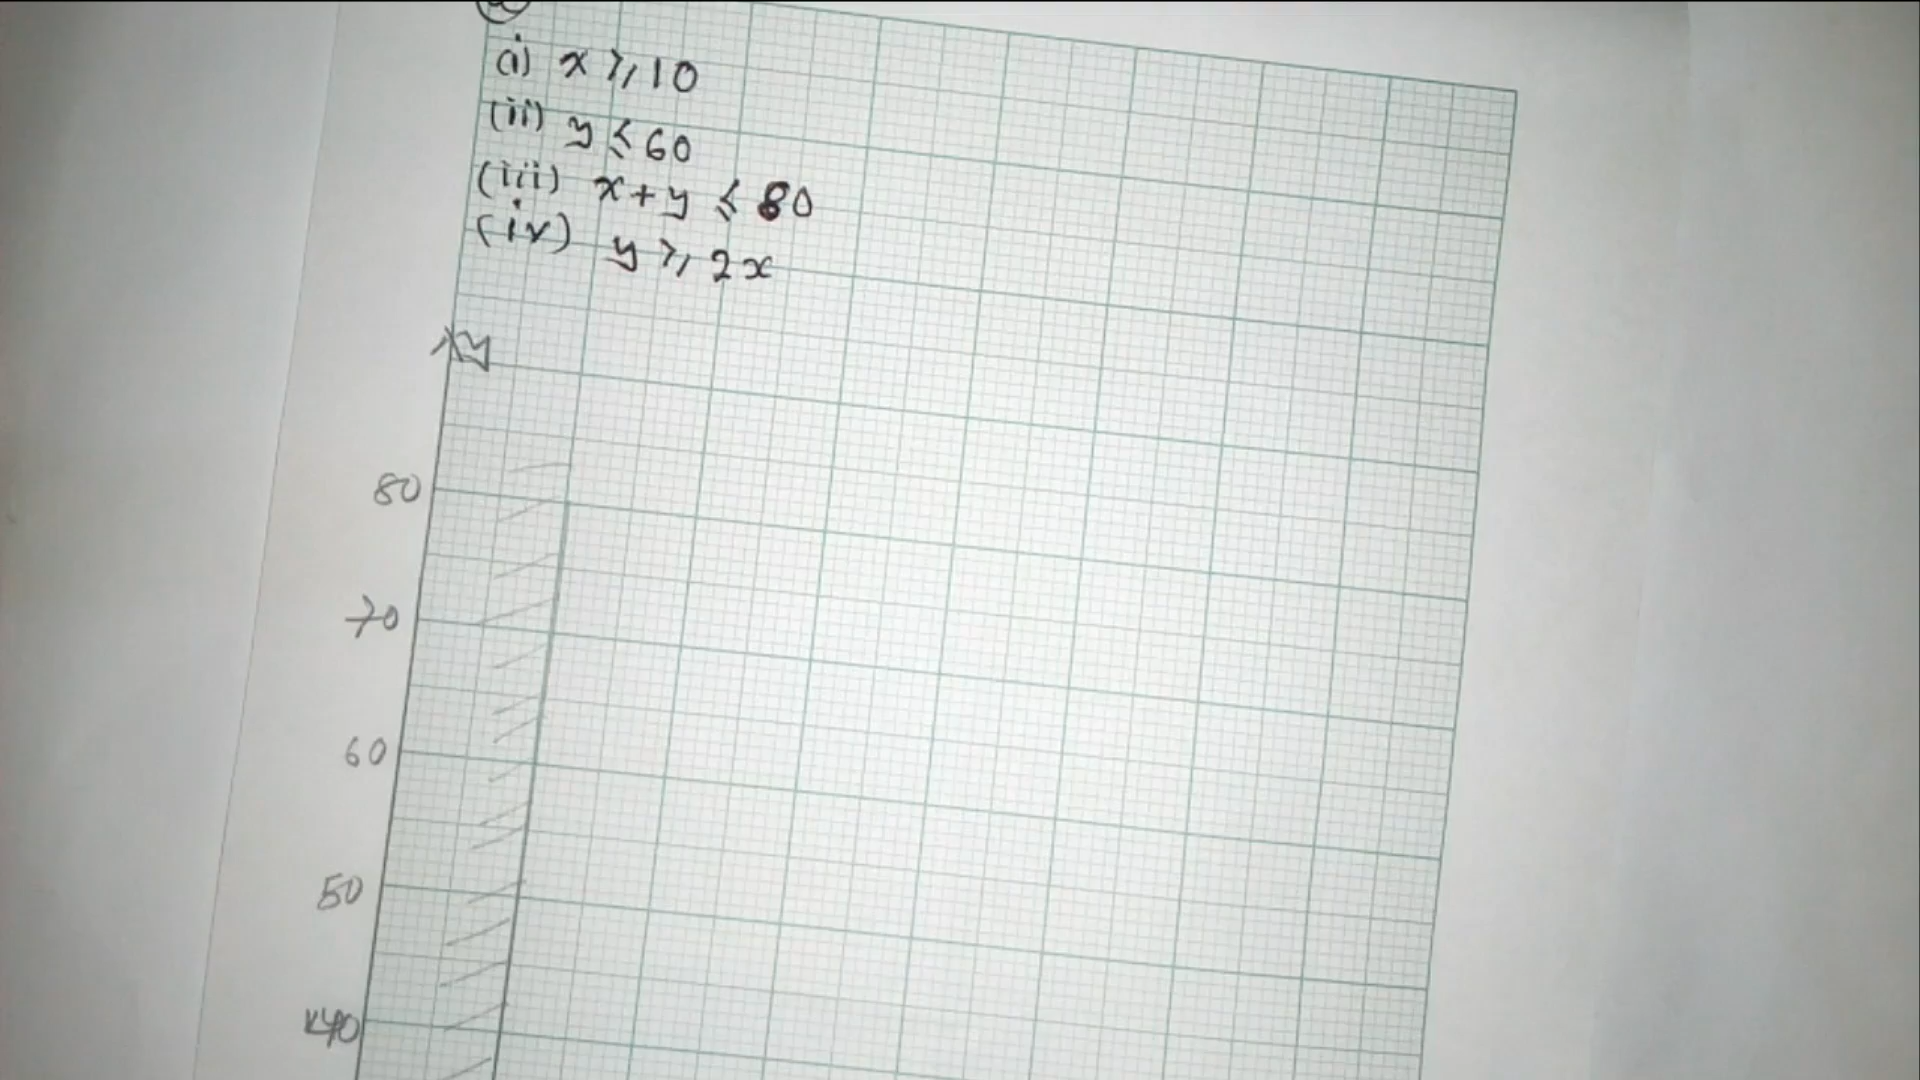 (i) x ⩾ 10
(ii) y ⩽ 60
(iii) x + y ⩽ 80
(iv) y ⩾ 2x
y
80
70
60
50
40